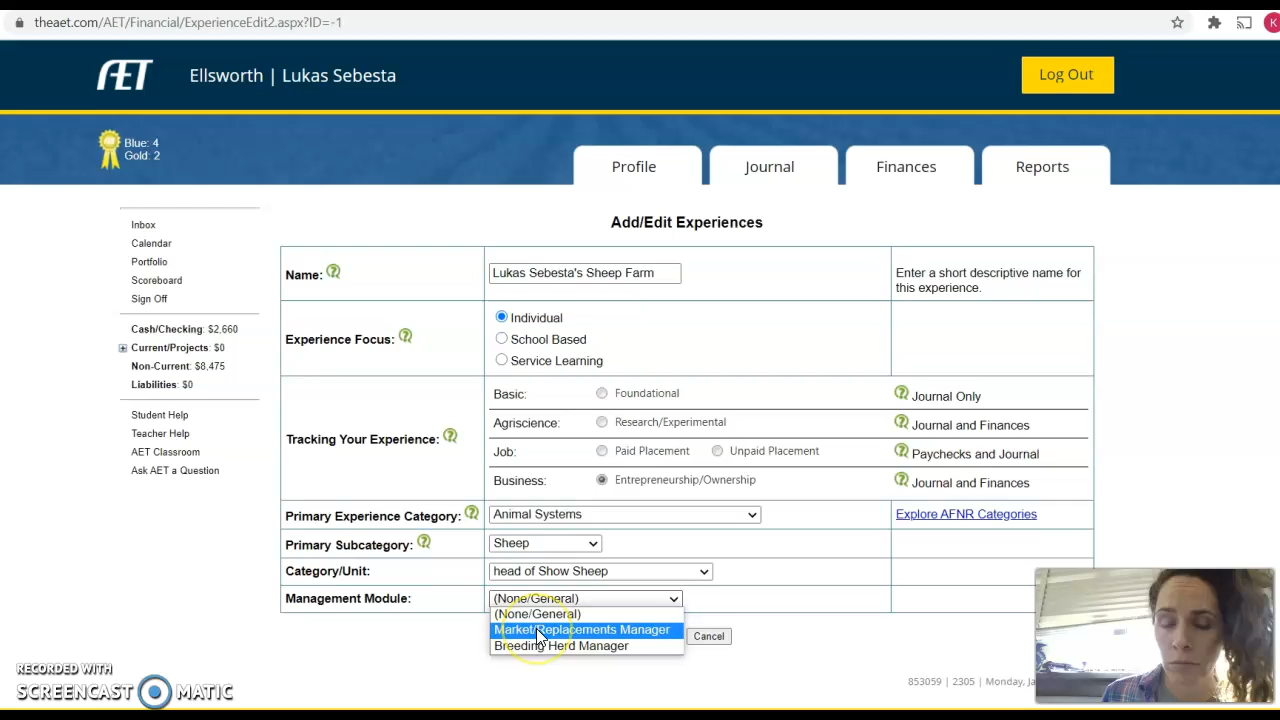 theaet.com/AET/Financial/ExperienceEdit2.aspx?ID=-1
K
AET
Ellsworth | Lukas Sebesta
Log Out
Blue: 4
Gold: 2
Profile
Journal
Finances
Reports
Inbox
Calendar
Portfolio
Scoreboard
Sign Off
Cash/Checking: $2,660
Current/Projects: $0
Non-Current: $8,475
Liabilities: $0
Student Help
Teacher Help
AET Classroom
Ask AET a Question
Add/Edit Experiences
Name:
Lukas Sebesta's Sheep Farm
Enter a short descriptive name for
this experience.
Experience Focus:
Individual
School Based
Service Learning
Tracking Your Experience:
Basic: Foundational Journal Only
Agriscience: Research/Experimental Journal and Finances
Job: Paid Placement Unpaid Placement Paychecks and Journal
Business: Entrepreneurship/Ownership Journal and Finances
Primary Experience Category: Animal Systems Explore AFNR Categories
Primary Subcategory: Sheep
Category/Unit: head of Show Sheep
Management Module: (None/General)
(None/General)
Market/Replacements Manager
Breeding Herd Manager
Cancel
853059 | 2305 | Monday,
RECORDED WITH
SCREENCAST MATIC